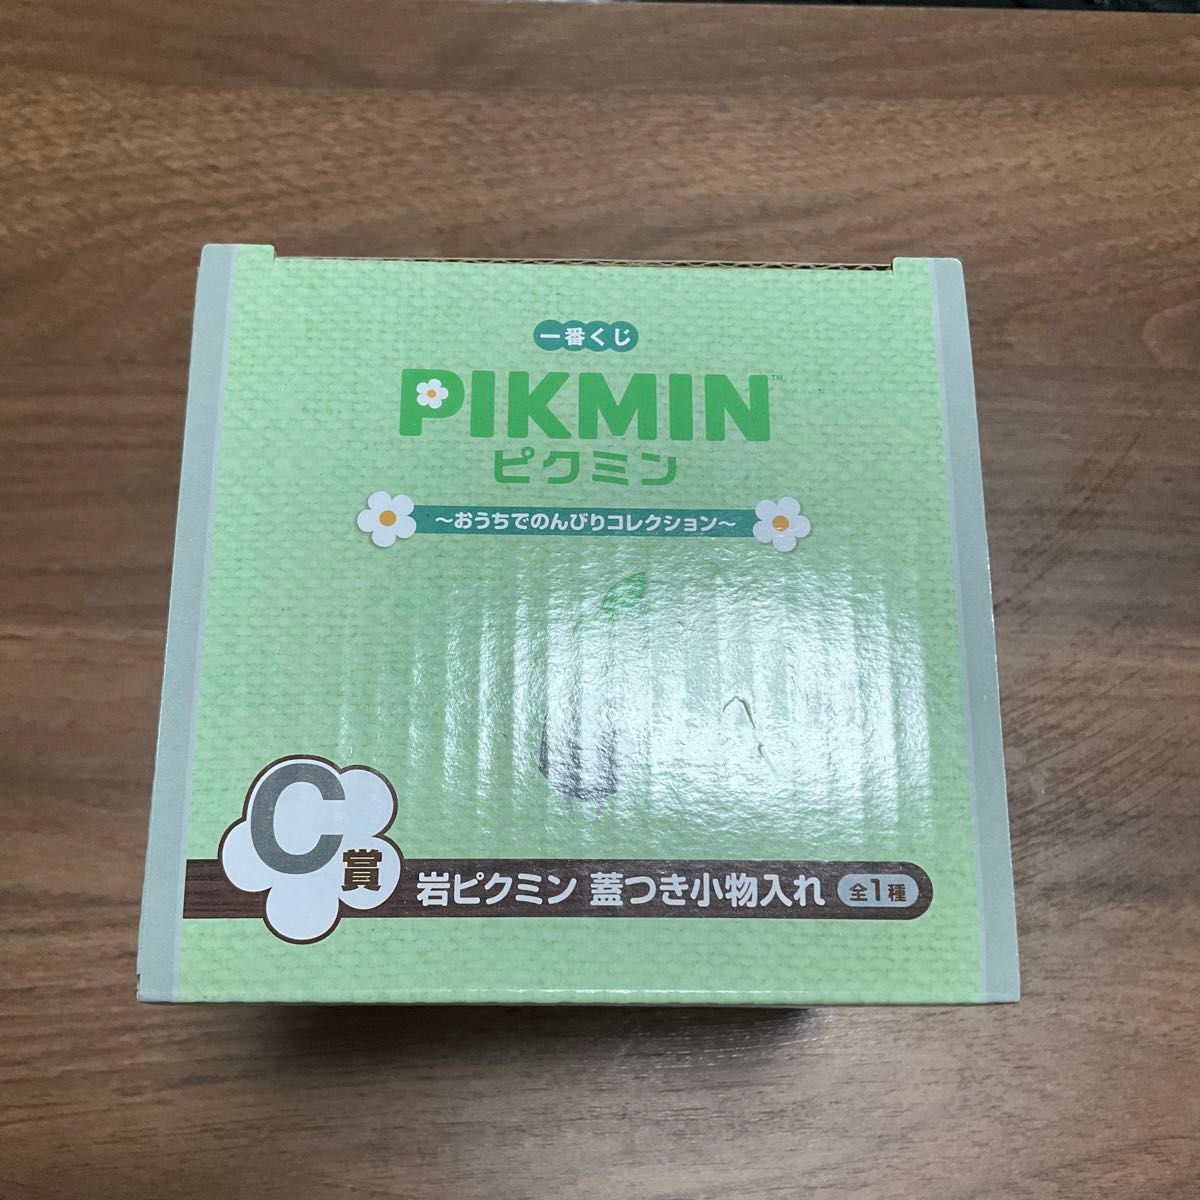 一番くじ
PIKMIN™
ピクミン
～おうちでのんびりコレクション～
C賞
岩ピクミン 蓋つき小物入れ 全1種